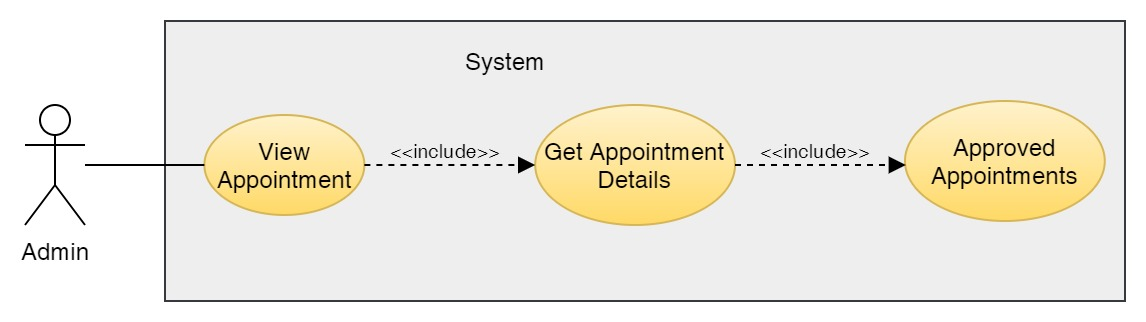 System
View
Appointment
<<include>>
Get Appointment
Details
<<include>>
Approved
Appointments
Admin